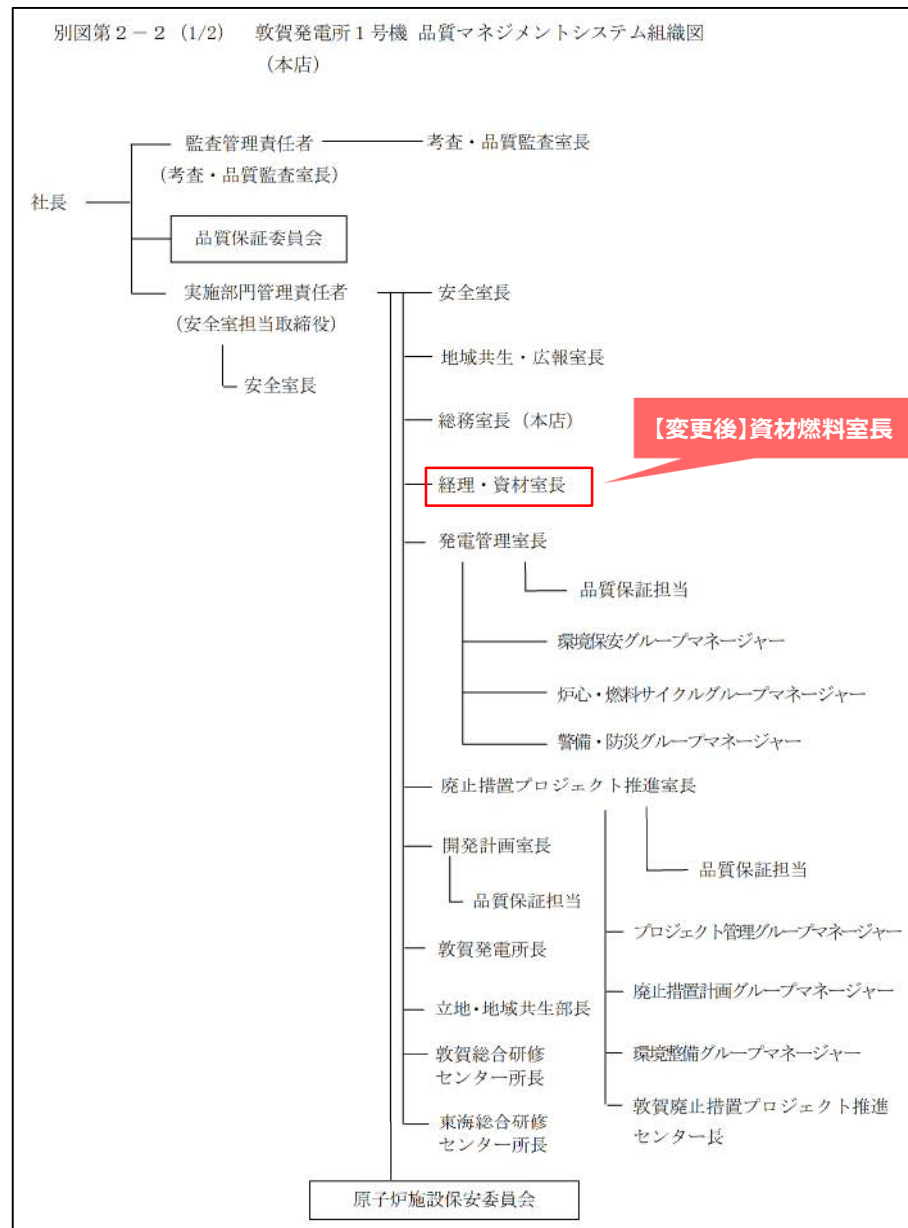 別図第2-2 (1/2) 敦賀発電所1号機 品質マネジメントシステム組織図
(本店)
監査管理責任者
考査・品質監査室長
(考査・品質監査室長)
社長
品質保証委員会
実施部門管理責任者
安全室長
(安全室担当取締役)
地域共生・広報室長
安全室長
総務室長(本店)
【変更後】資材燃料室長
経理・資材室長
発電管理室長
品質保証担当
環境保安グループマネージャー
炉心・燃料サイクルグループマネージャー
警備・防災グループマネージャー
廃止措置プロジェクト推進室長
開発計画室長
品質保証担当
品質保証担当
プロジェクト管理グループマネージャー
敦賀発電所長
廃止措置計画グループマネージャー
立地・地域共生部長
敦賀総合研修
センター所長
環境整備グループマネージャー
敦賀廃止措置プロジェクト推進
センター長
東海総合研修
センター所長
原子炉施設保安委員会